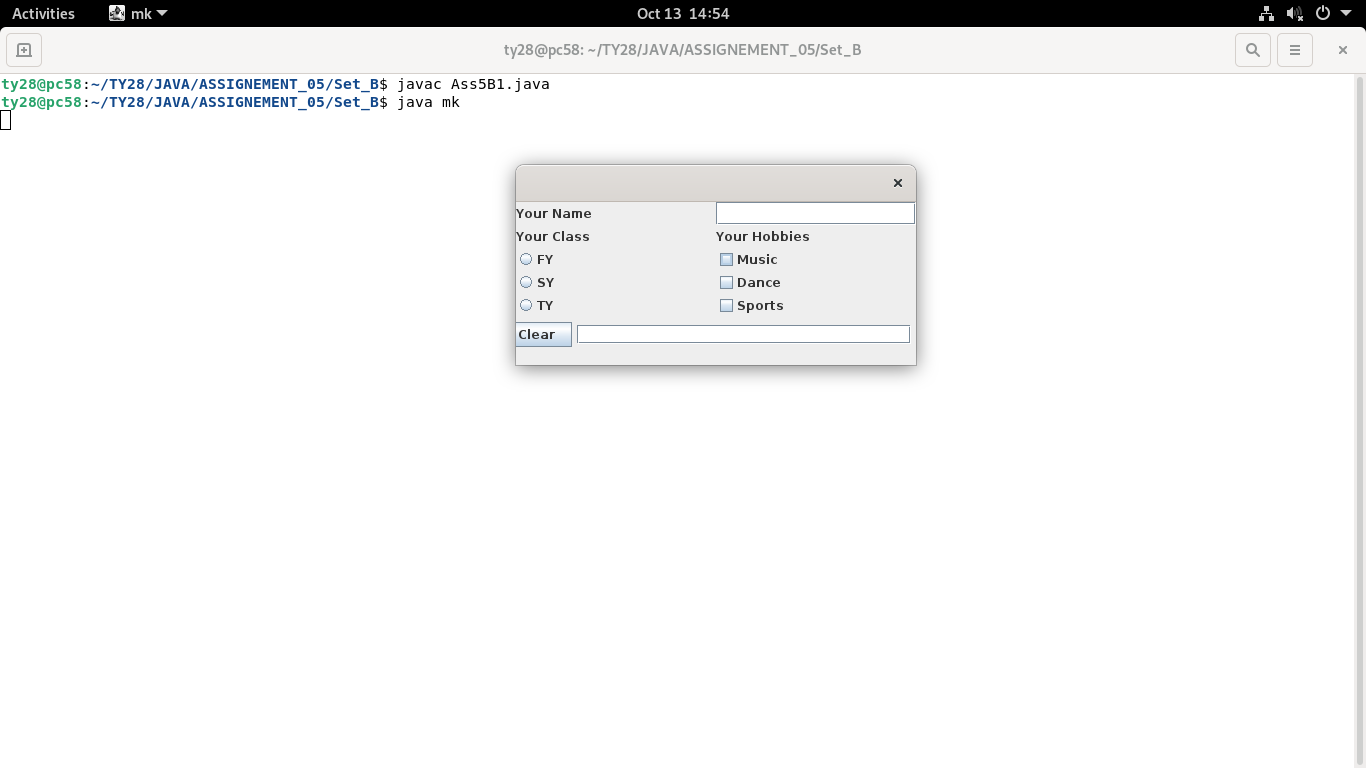 Activities mk Oct 13 14:54
ty28@pc58: ~/TY28/JAVA/ASSIGNEMENT_05/Set_B
ty28@pc58:~/TY28/JAVA/ASSIGNEMENT_05/Set_B$ javac Ass5B1.java
ty28@pc58:~/TY28/JAVA/ASSIGNEMENT_05/Set_B$ java mk
Your Name
Your Class Your Hobbies
FY Music
SY Dance
TY Sports
Clear